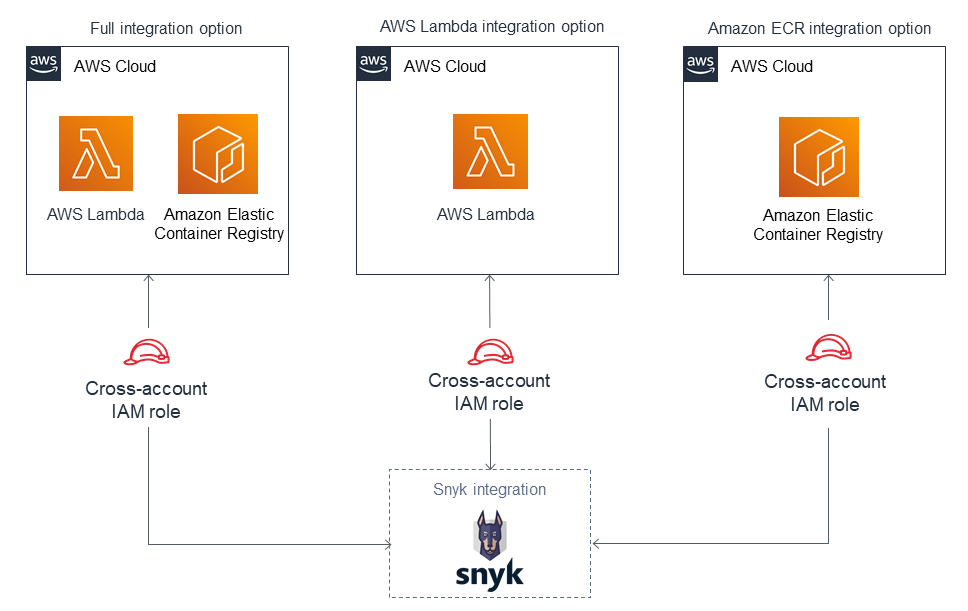 Full integration option
AWS Lambda integration option
Amazon ECR integration option
aws
AWS Cloud
aws
AWS Cloud
aws
AWS Cloud
AWS Lambda
Amazon Elastic
Container Registry
AWS Lambda
Amazon Elastic
Container Registry
Cross-account
IAM role
Cross-account
IAM role
Cross-account
IAM role
Snyk integration
snyk